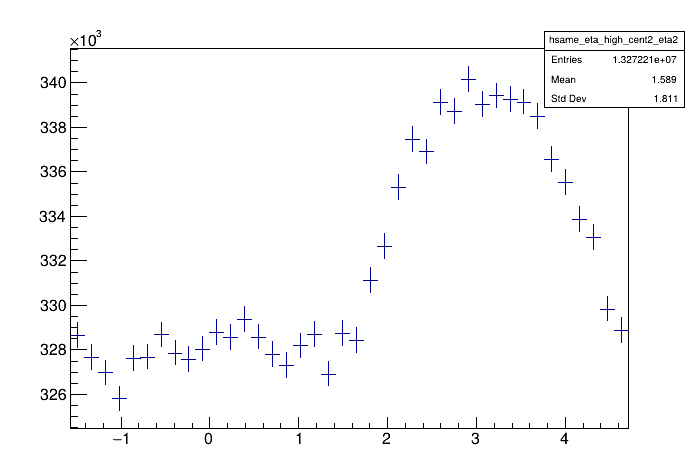 ×10³
hsame_eta_high_cent2_eta2
Entries 1.327221e+07
Mean 1.589
Std Dev 1.811
340
338
336
334
332
330
328
326
−1 0 1 2 3 4